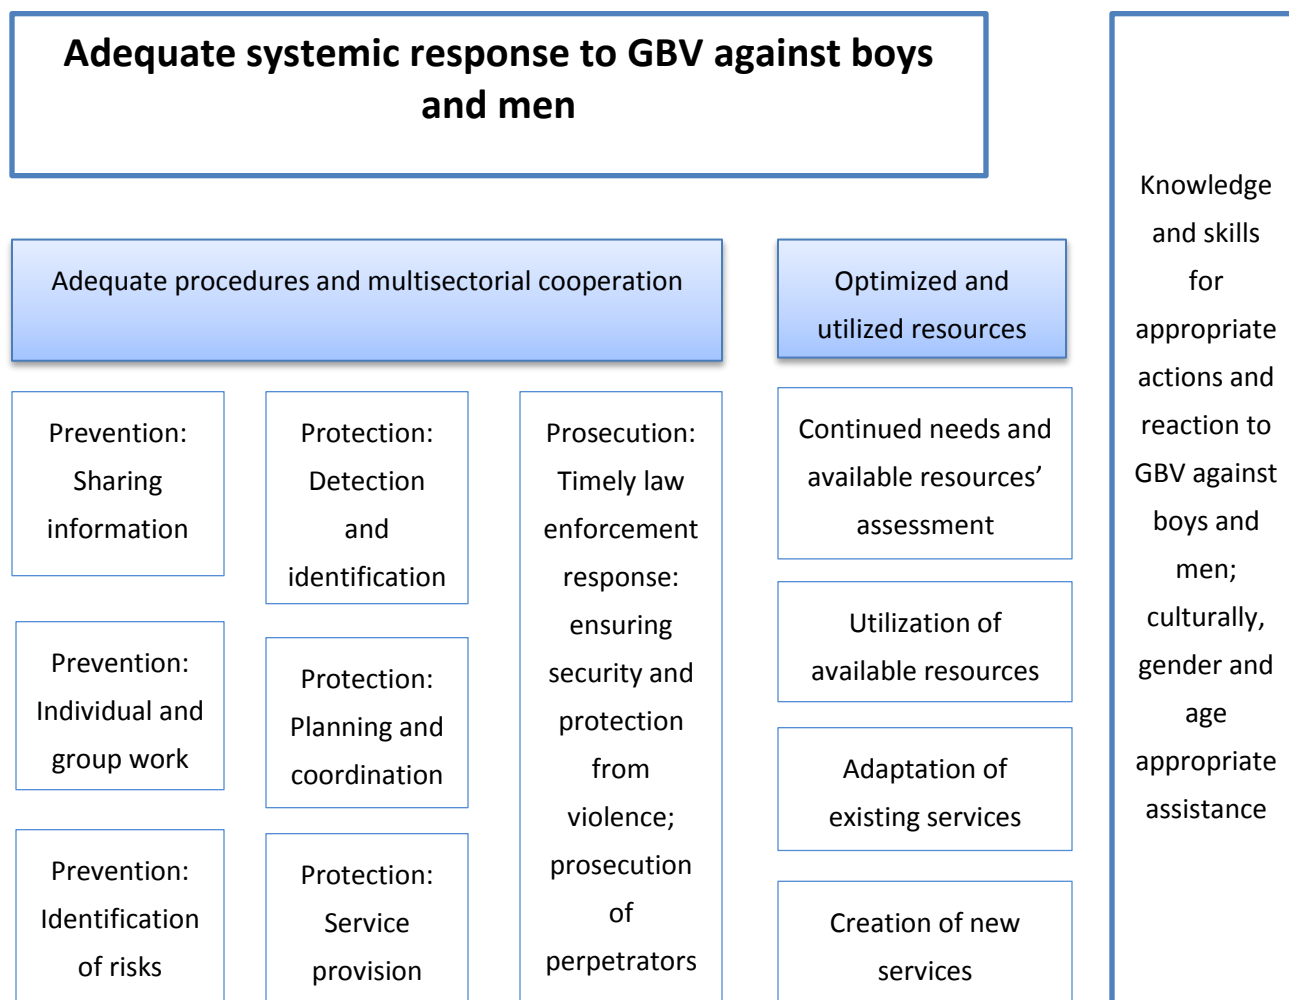 Adequate systemic response to GBV against boys
and men
Adequate procedures and multisectorial cooperation
Optimized and
utilized resources
Prevention:
Sharing
information
Prevention:
Individual and
group work
Prevention:
Identification
of risks
Protection:
Detection
and
identification
Protection:
Planning and
coordination
Protection:
Service
provision
Prosecution:
Timely law
enforcement
response:
ensuring
security and
protection
from
violence;
prosecution
of
perpetrators
Continued needs and
available resources’
assessment
Utilization of
available resources
Adaptation of
existing services
Creation of new
services
Knowledge
and skills
for
appropriate
actions and
reaction to
GBV against
boys and
men;
culturally,
gender and
age
appropriate
assistance